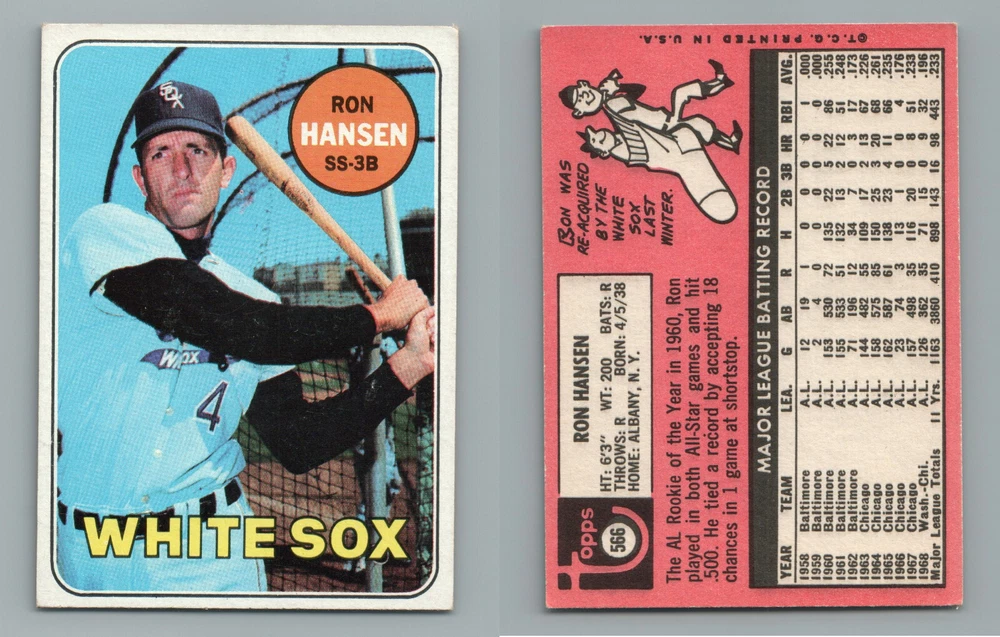 SOX
RON
HANSEN
SS-3B
4
WHITE SOX
Topps
566
RON HANSEN
HT: 6'3" WT: 200 BATS: R
THROWS: R BORN: 4/5/38
HOME: ALBANY, N. Y.
RON WAS
RE-ACQUIRED
BY THE
WHITE
SOX
LAST
WINTER.
The AL Rookie of the Year in 1960, Ron
played in both All-Star games and hit
.500. He tied a record by accepting 18
chances in 1 game at shortstop.
MAJOR LEAGUE BATTING RECORD
YEAR TEAM LEA. G AB R H 2B 3B HR RBI AVG.
1958 Baltimore A.L. 12 19 1 0 0 0 0 1 .000
1959 Baltimore A.L. 2 4 0 0 0 0 0 0 .000
1960 Baltimore A.L. 153 530 72 135 22 5 22 86 .255
1961 Baltimore A.L. 155 533 51 132 13 2 12 51 .248
1962 Baltimore A.L. 71 196 12 34 7 0 3 17 .173
1963 Chicago A.L. 144 482 55 109 17 2 13 67 .226
1964 Chicago A.L. 158 575 85 150 25 3 20 68 .261
1965 Chicago A.L. 162 587 61 138 23 4 11 66 .235
1966 Chicago A.L. 23 74 3 13 1 0 0 4 .176
1967 Chicago A.L. 157 498 35 116 20 0 8 51 .233
1968 Wash.-Chi. A.L. 126 362 35 71 15 0 9 32 .196
Major League Totals 11 Yrs. 1163 3860 410 898 143 16 98 443 .233
©T.C.G. PRINTED IN U.S.A.